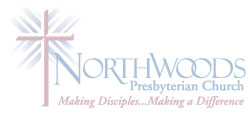 NORTHWOODS
Presbyterian Church
Making Disciples...Making a Difference